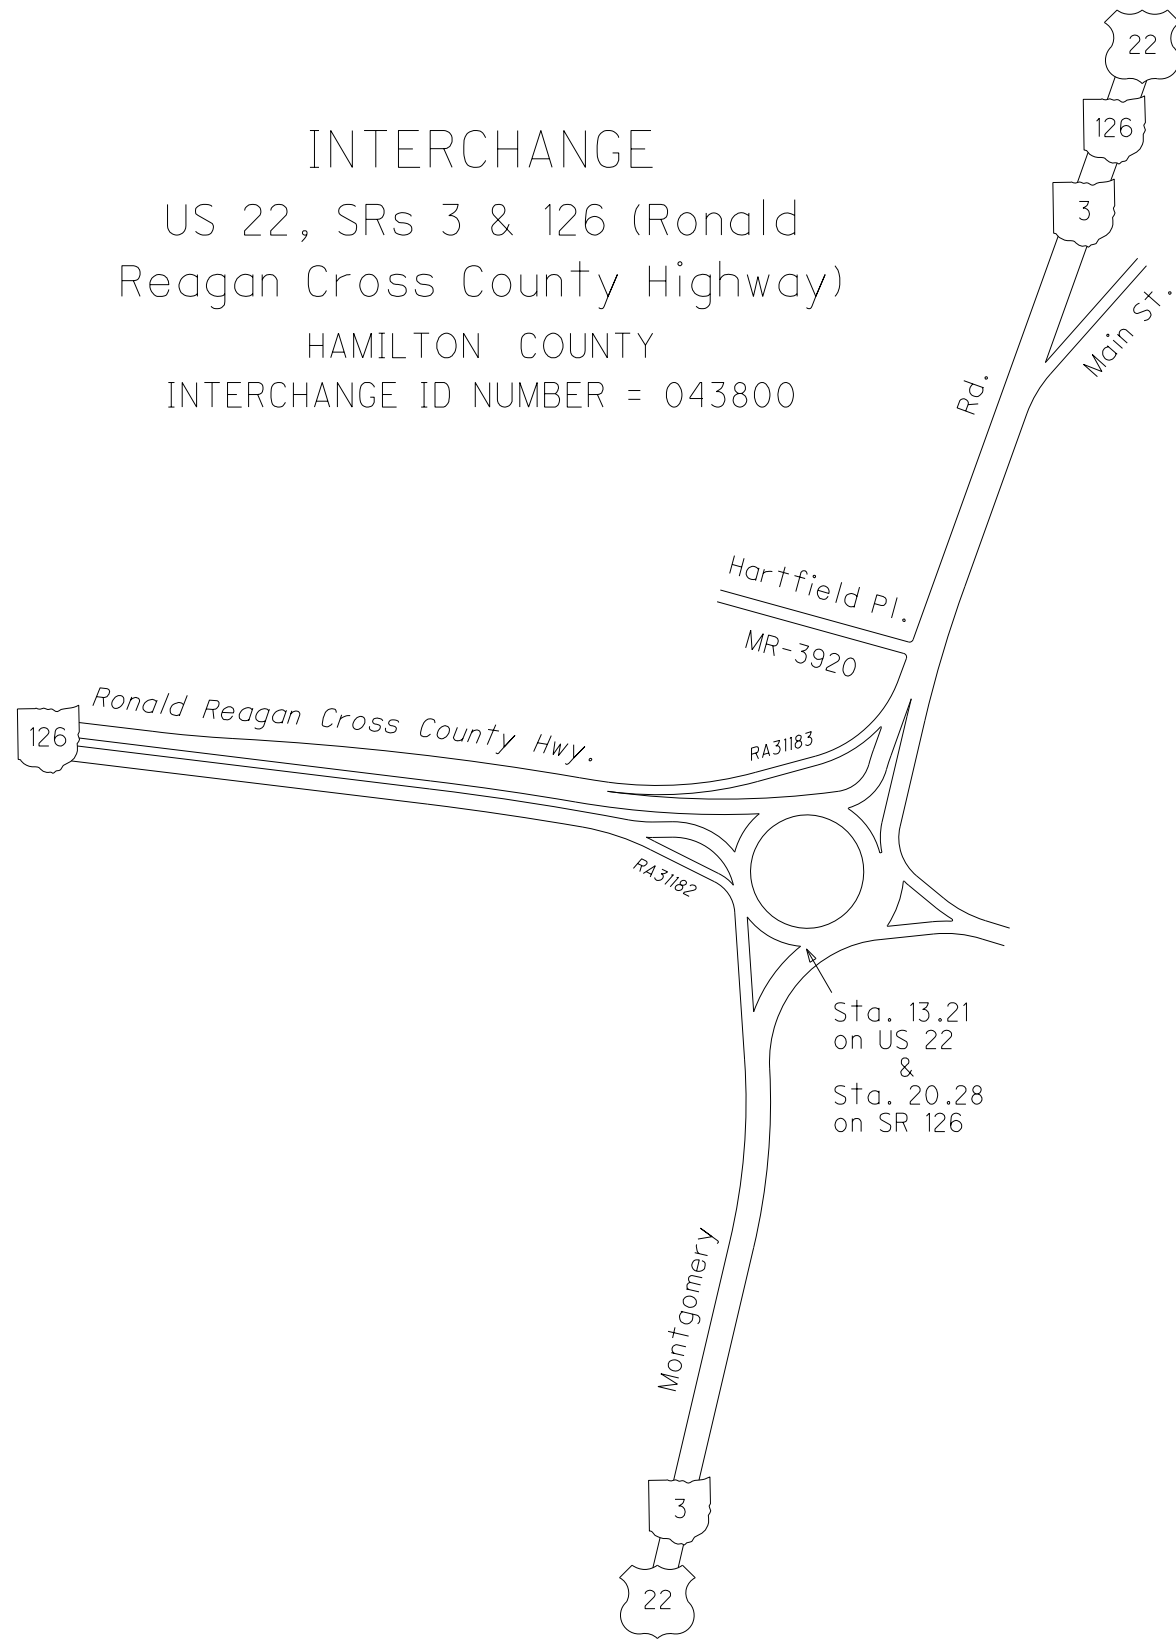 22
126
3
INTERCHANGE
US 22, SRs 3 & 126 (Ronald
Reagan Cross County Highway)
HAMILTON COUNTY
INTERCHANGE ID NUMBER = 043800
Main St.
Rd.
Hartfield Pl.
MR-3920
Ronald Reagan Cross County Hwy.
126
RA31183
RA31182
Sta. 13.21
on US 22
&
Sta. 20.28
on SR 126
Montgomery
3
22